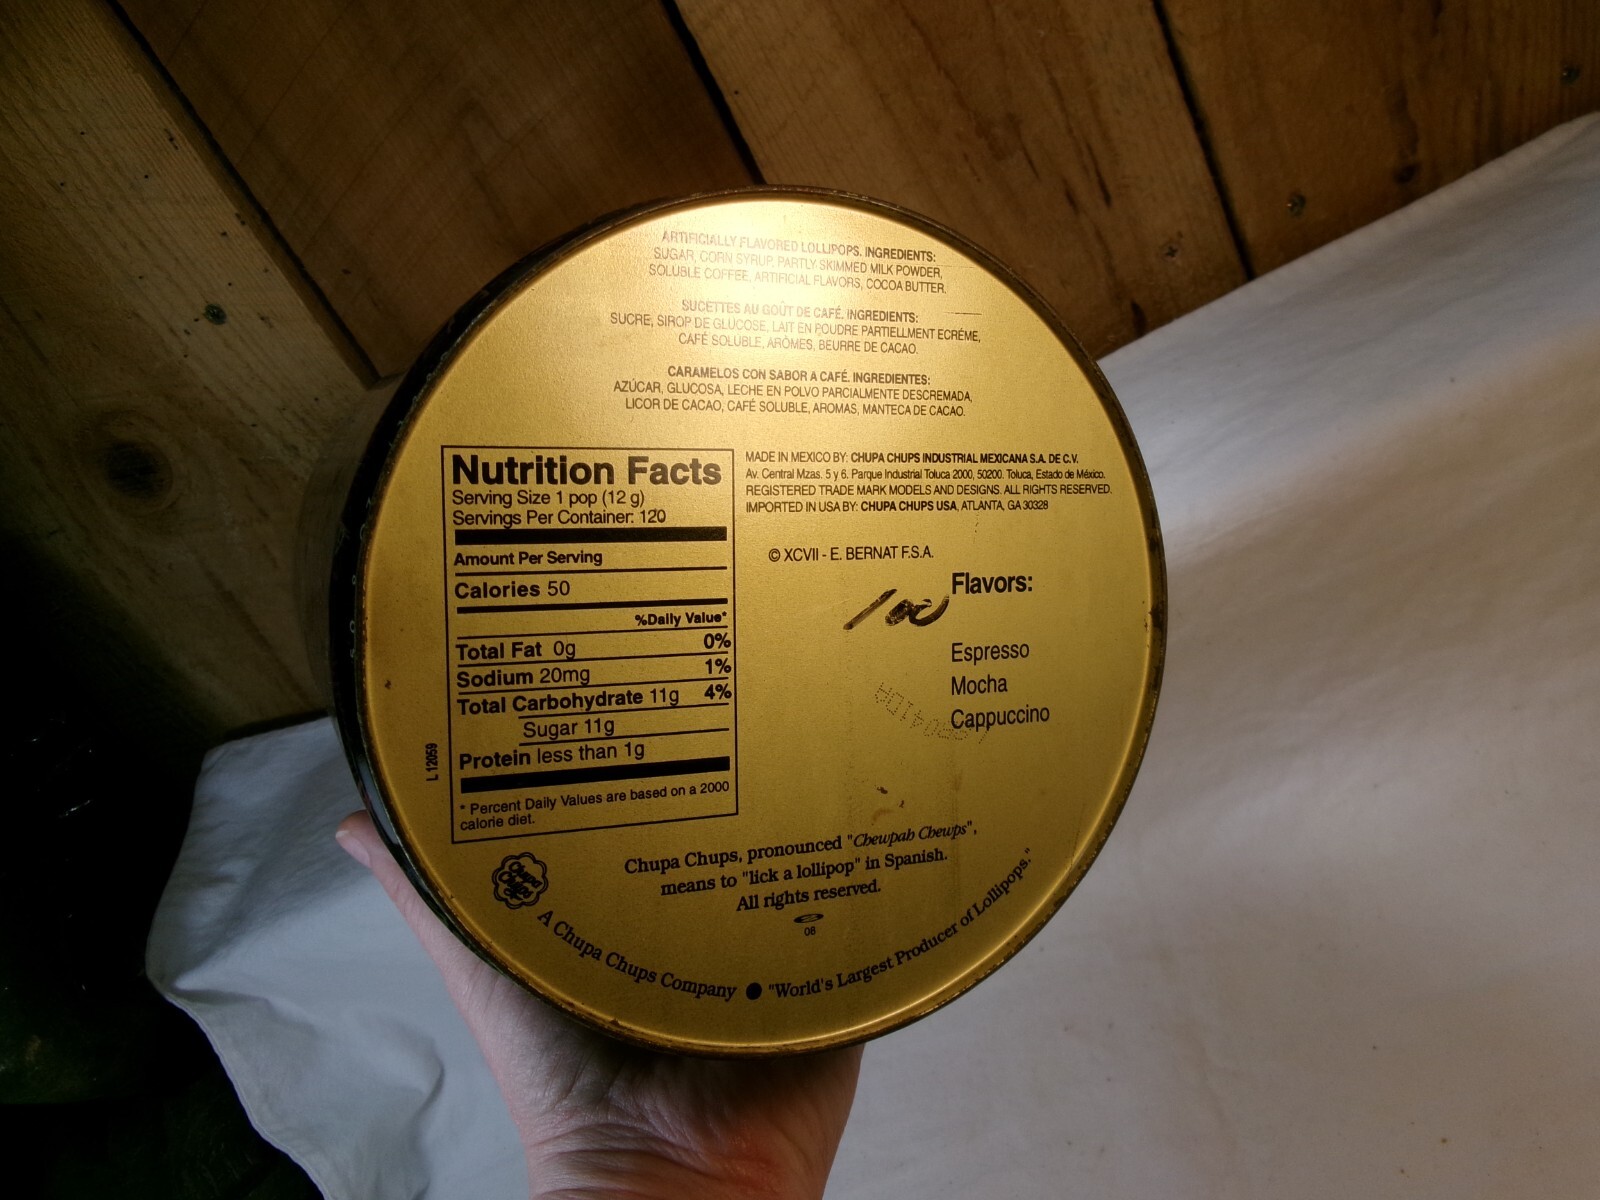 ARTIFICIALLY FLAVORED LOLLIPOPS. INGREDIENTS:
SUGAR, CORN SYRUP, PARTLY SKIMMED MILK POWDER,
SOLUBLE COFFEE, ARTIFICIAL FLAVORS, COCOA BUTTER.
SUCETTES AU GOÛT DE CAFÉ. INGREDIENTS:
SUCRE, SIROP DE GLUCOSE, LAIT EN POUDRE PARTIELLMENT ECRÉME,
CAFÉ SOLUBLE, ARÔMES, BEURRE DE CACAO.
CARAMELOS CON SABOR A CAFÉ. INGREDIENTES:
AZÚCAR, GLUCOSA, LECHE EN POLVO PARCIALMENTE DESCREMADA,
LICOR DE CACAO, CAFÉ SOLUBLE, AROMAS, MANTECA DE CACAO.
Nutrition Facts
Serving Size 1 pop (12 g)
Servings Per Container: 120
Amount Per Serving
Calories 50
%Daily Value*
Total Fat 0g 0%
Sodium 20mg 1%
Total Carbohydrate 11g 4%
Sugar 11g
Protein less than 1g
* Percent Daily Values are based on a 2000
calorie diet.
L 12059
MADE IN MEXICO BY: CHUPA CHUPS INDUSTRIAL MEXICANA S.A. DE C.V.
Av. Central Mzas. 5 y 6. Parque Industrial Toluca 2000, 50200. Toluca, Estado de México.
REGISTERED TRADE MARK MODELS AND DESIGNS. ALL RIGHTS RESERVED.
IMPORTED IN USA BY: CHUPA CHUPS USA, ATLANTA, GA 30328
© XCVII - E. BERNAT F.S.A.
100
Flavors:
Espresso
Mocha
Cappuccino
Chupa Chups, pronounced "Chewpah Chewps",
means to "lick a lollipop" in Spanish.
All rights reserved.
06
Chupa Chups
A Chupa Chups Company ● "World's Largest Producer of Lollipops."